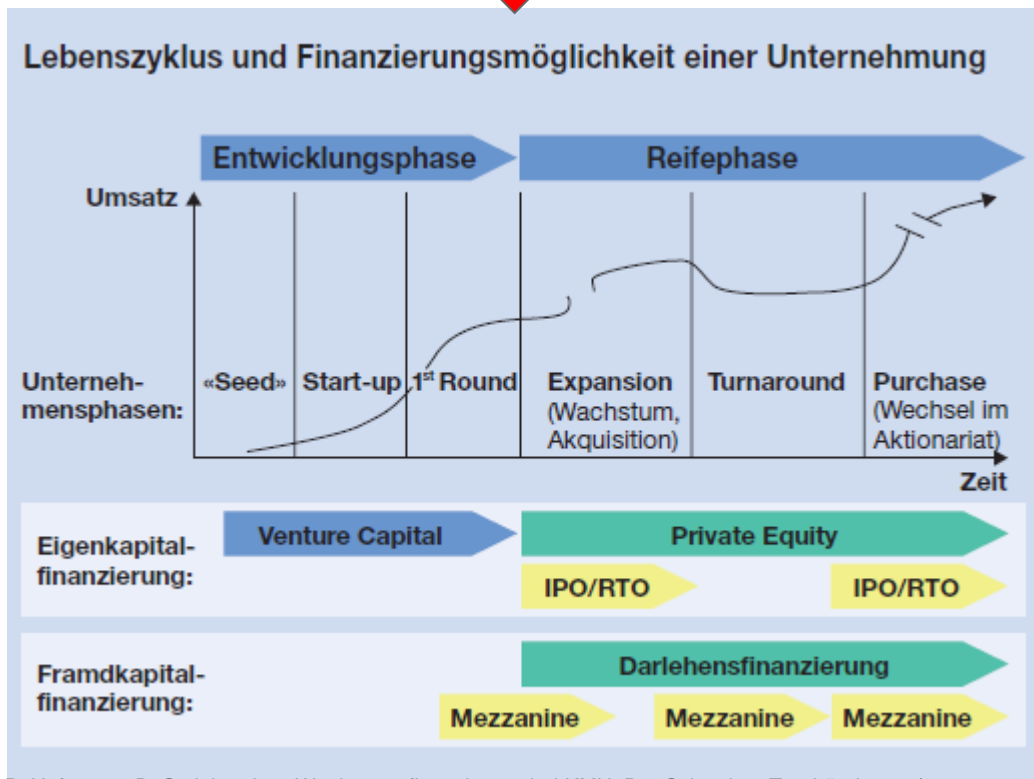 Lebenszyklus und Finanzierungsmöglichkeit einer Unternehmung
Entwicklungsphase
Reifephase
Umsatz
Unterneh-
mensphasen:
«Seed»
Start-up
1st Round
Expansion
(Wachstum,
Akquisition)
Turnaround
Purchase
(Wechsel im
Aktionariat)
Zeit
Eigenkapital-
finanzierung:
Venture Capital
Private Equity
IPO/RTO
IPO/RTO
Framdkapital-
finanzierung:
Darlehensfinanzierung
Mezzanine
Mezzanine
Mezzanine